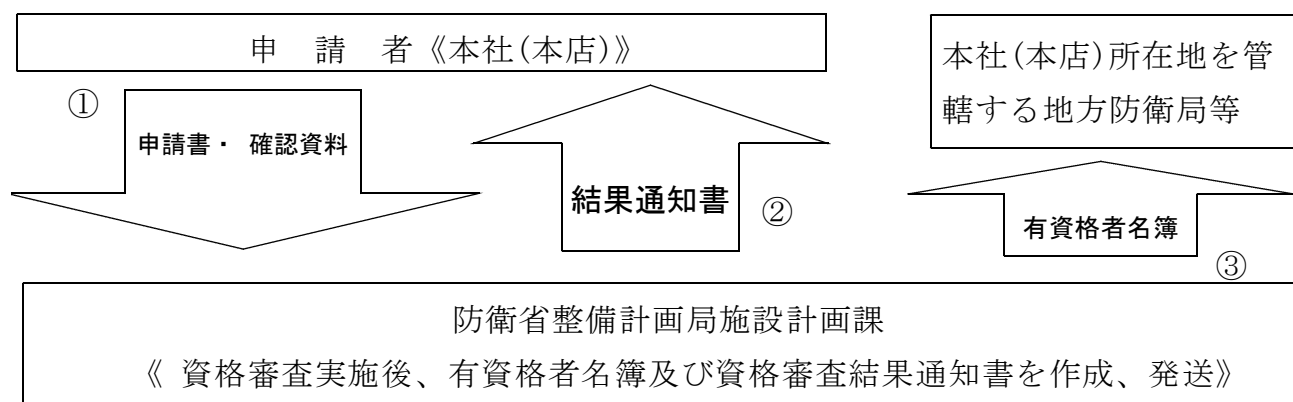 申 請 者《本社(本店)》
本社(本店)所在地を管
轄する地方防衛局等
①
申請書・ 確認資料
結果通知書
②
有資格者名簿
③
防衛省整備計画局施設計画課
《 資格審査実施後、有資格者名簿及び資格審査結果通知書を作成、発送》